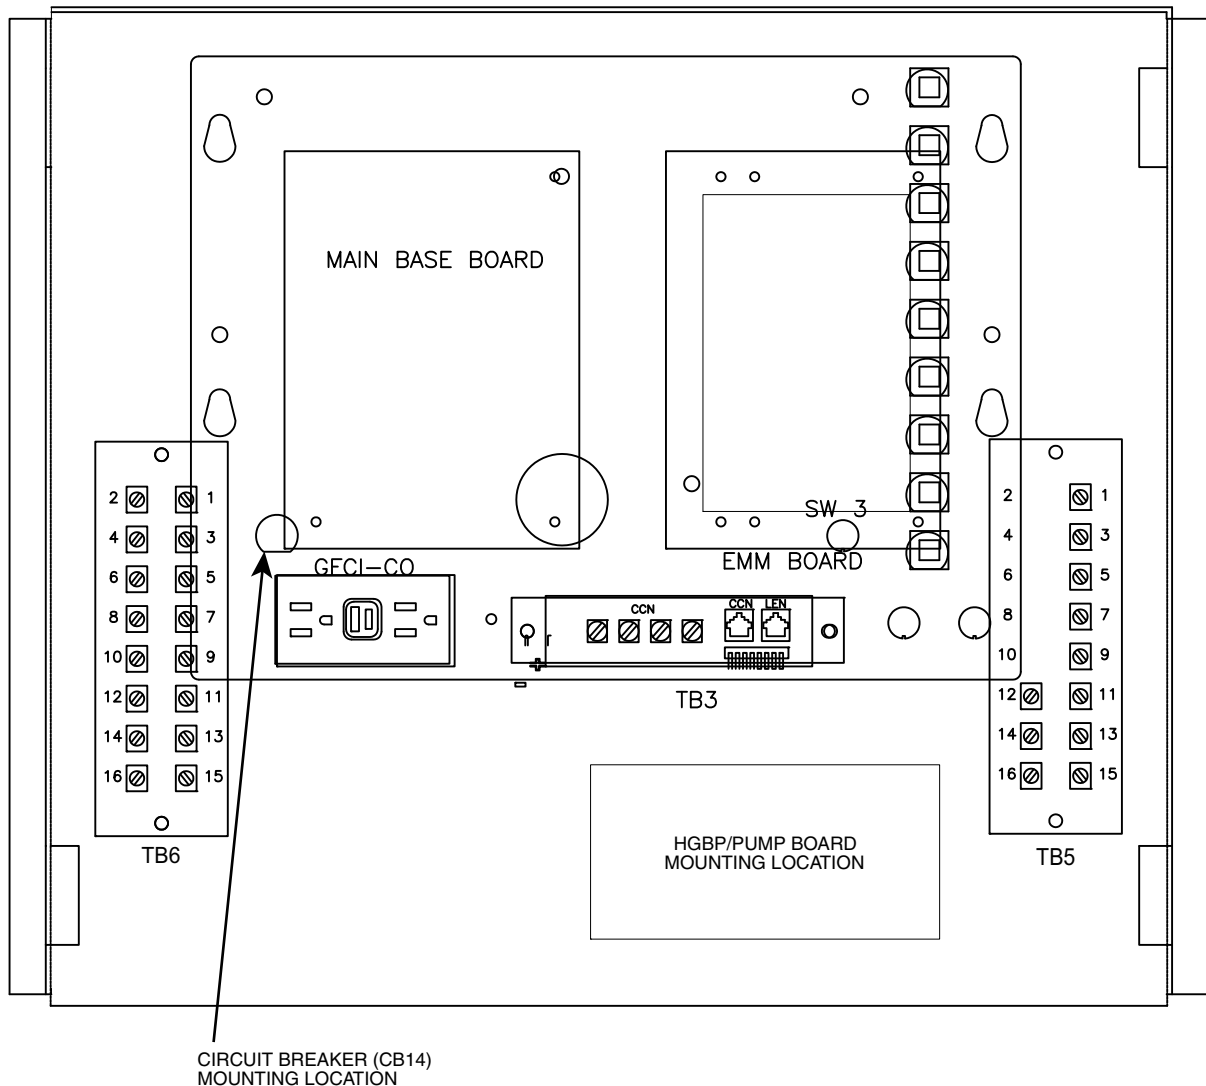 MAIN BASE BOARD
SW 3
EMM BOARD
GFCI-CO
CCN
CCN LEN
TB3
2 1
4 3
6 5
8 7
10 9
12 11
14 13
16 15
TB6
2 1
4 3
6 5
8 7
10 9
12 11
14 13
16 15
TB5
HGBP/PUMP BOARD
MOUNTING LOCATION
CIRCUIT BREAKER (CB14)
MOUNTING LOCATION